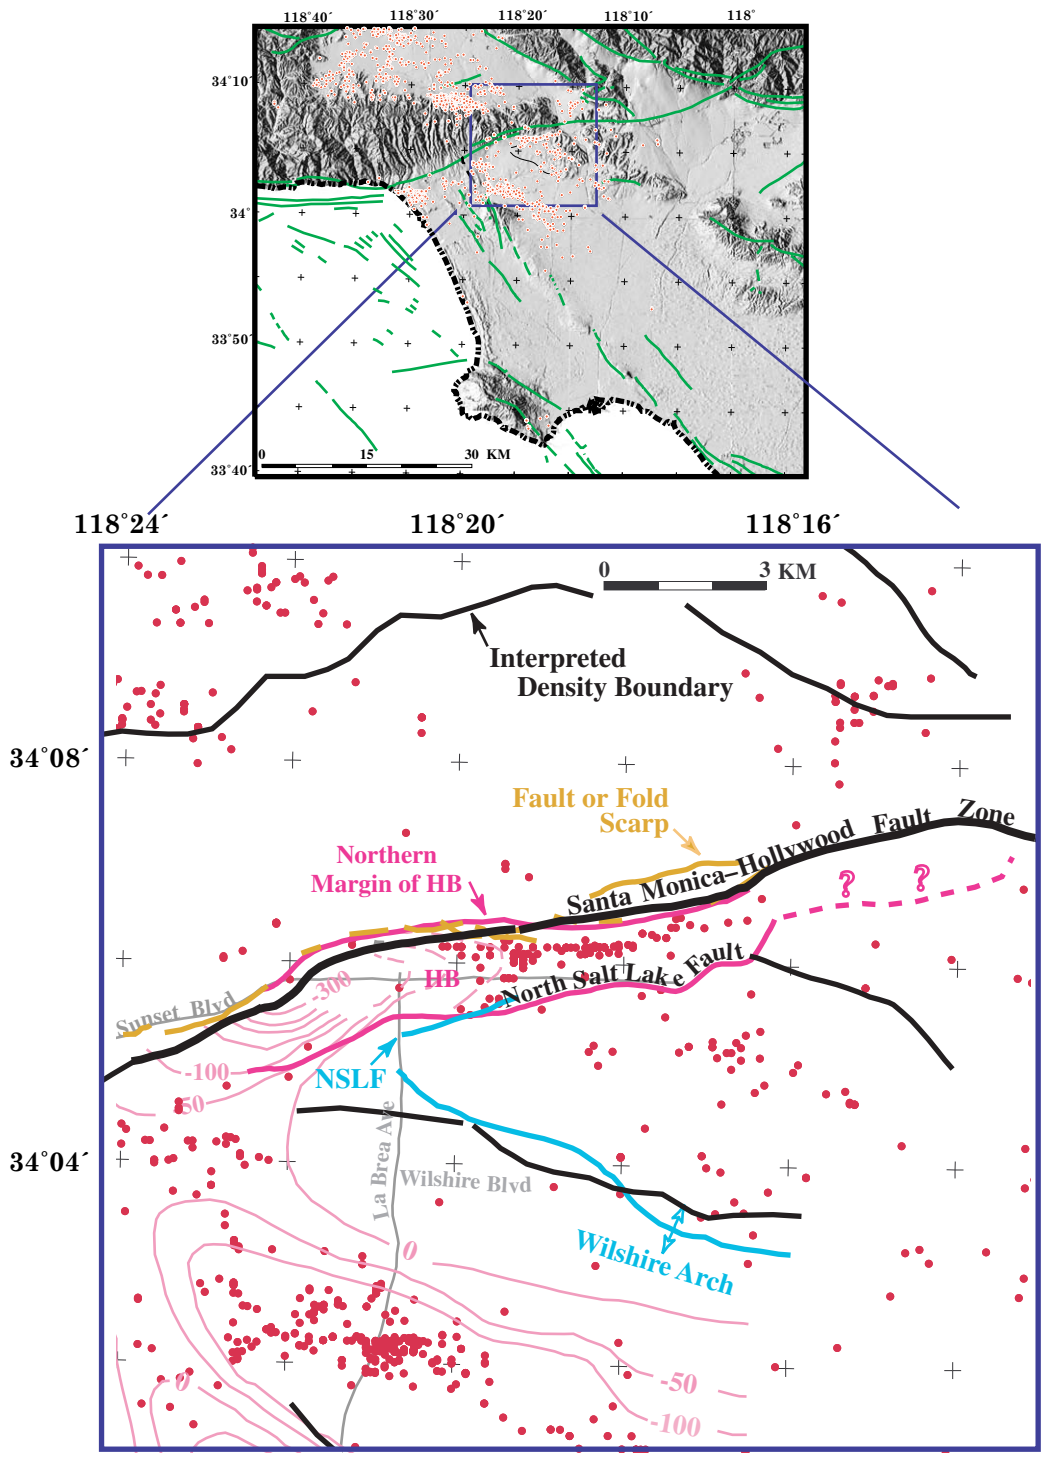 118°40´ 118°30´ 118°20´ 118°10´ 118°
34°10´
34°
33°50´
33°40´
0 15 30 KM
118°24´ 118°20´ 118°16´
0 3 KM
Interpreted
Density Boundary
34°08´
Fault or Fold
Scarp
Santa Monica–Hollywood Fault Zone
Northern
Margin of HB
? ?
HB
North Salt Lake Fault
-300
Sunset Blvd
-100
-50
NSLF
34°04´
La Brea Ave
Wilshire Blvd
Wilshire Arch
0
0
-50
-100